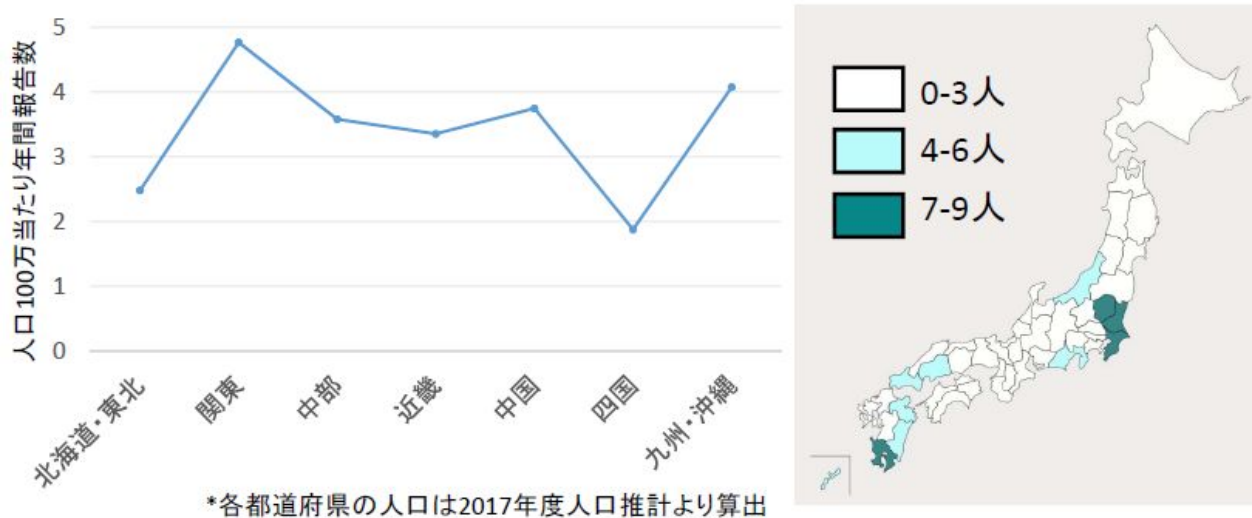 人口100万当たり年間報告数
5
4
3
2
1
0
北海道・東北
関東
中部
近畿
中国
四国
九州・沖縄
*各都道府県の人口は2017年度人口推計より算出
0-3人
4-6人
7-9人